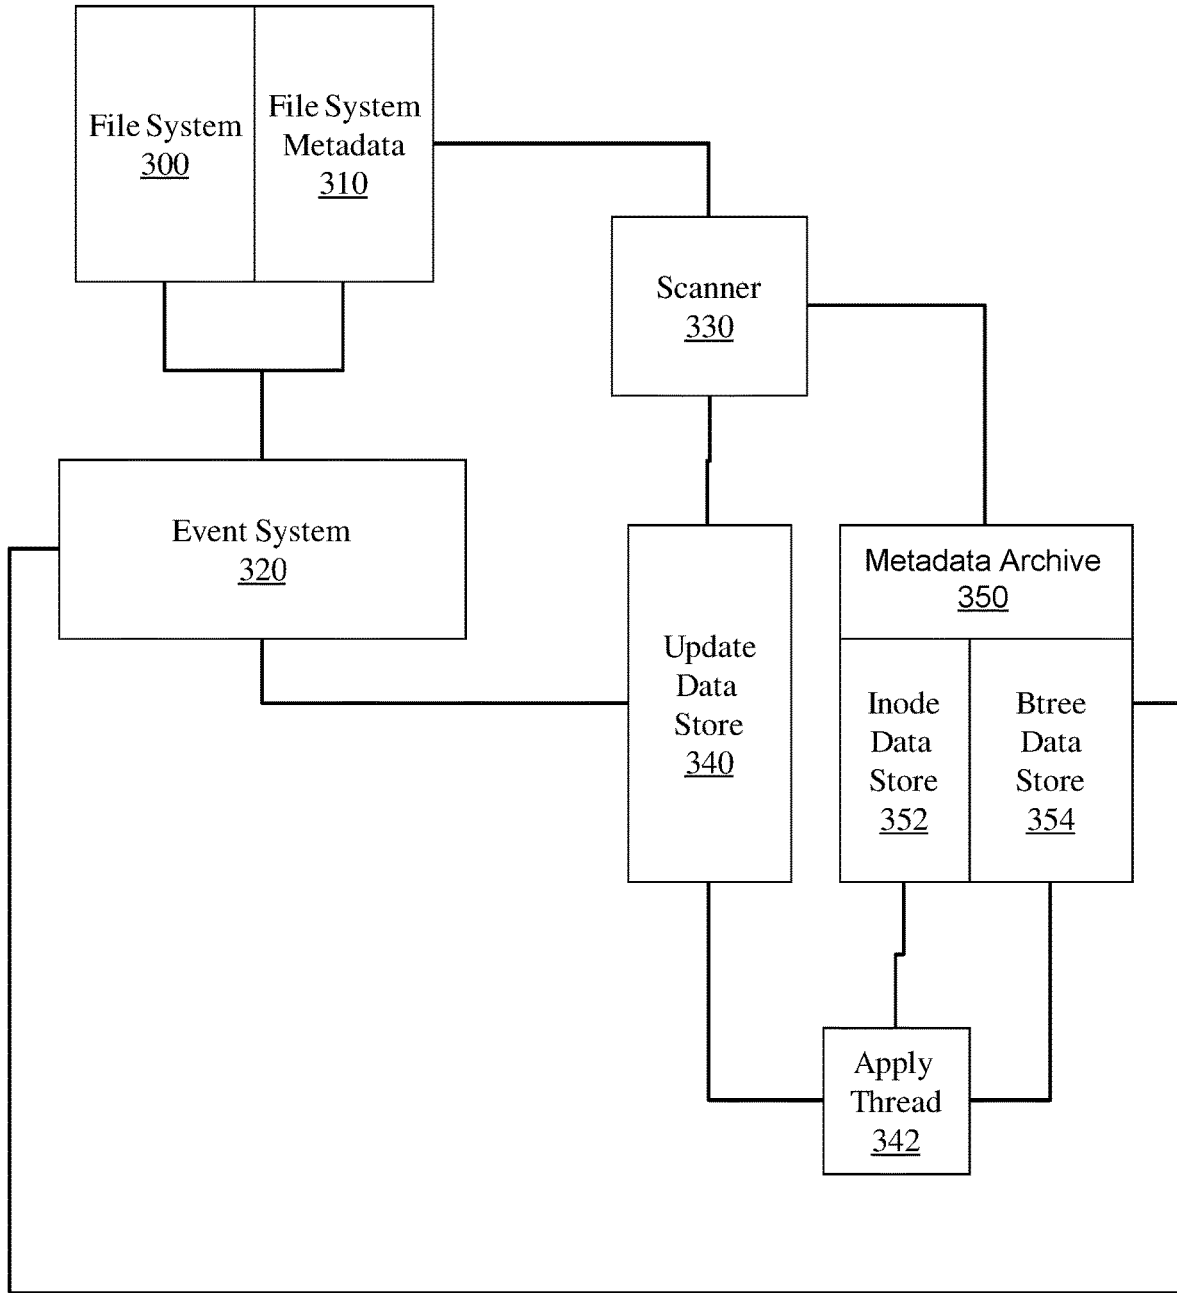 File System
300
File System
Metadata
310
Scanner
330
Event System
320
Metadata Archive
350
Update
Data
Store
340
Inode
Data
Store
352
Btree
Data
Store
354
Apply
Thread
342